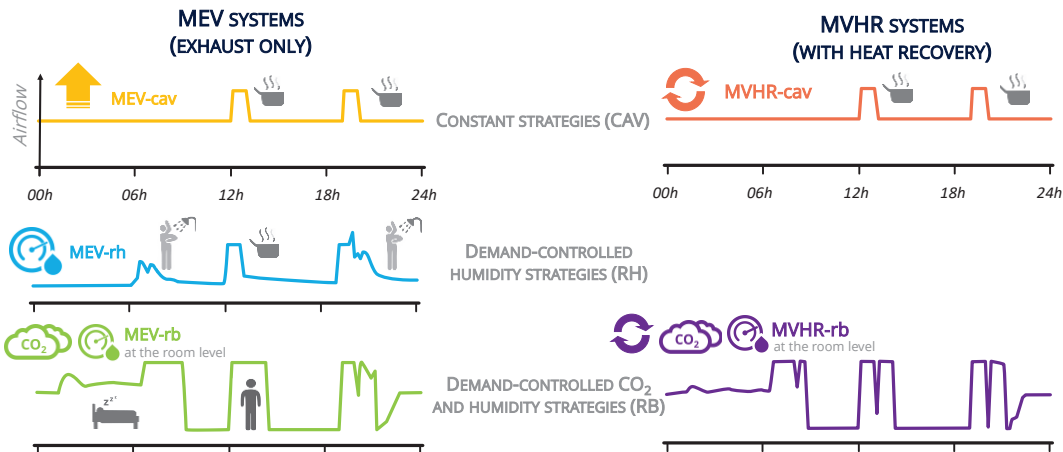 MEV SYSTEMS
(EXHAUST ONLY)
MVHR SYSTEMS
(WITH HEAT RECOVERY)
Airflow
MEV-cav
CONSTANT STRATEGIES (CAV)
MVHR-cav
00h 06h 12h 18h 24h
00h 06h 12h 18h 24h
MEV-rh
DEMAND-CONTROLLED
HUMIDITY STRATEGIES (RH)
CO2
MEV-rb
at the room level
CO2
MVHR-rb
at the room level
zzz
DEMAND-CONTROLLED CO2
AND HUMIDITY STRATEGIES (RB)